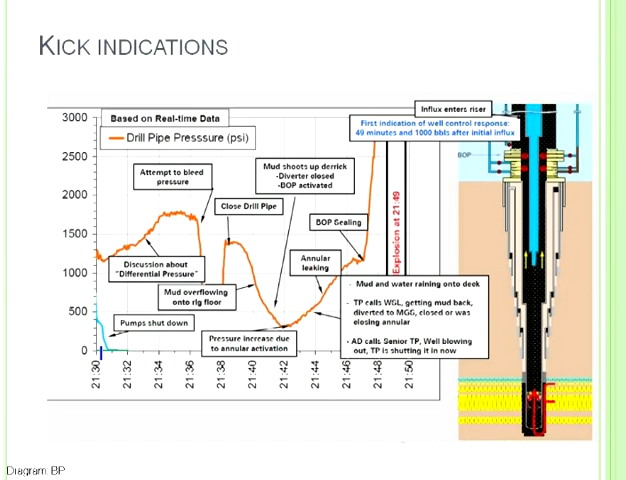 KICK INDICATIONS
Influx enters riser
First indication of well control response:
49 minutes and 1000 bbls after initial influx
3000
2500
2000
1500
1000
500
0
Based on Real-time Data
Drill Pipe Presssure (psi)
BOP
Attempt to bleed
pressure
Mud shoots up derrick
-Diverter closed
-BOP activated
Close Drill Pipe
BOP Sealing
Explosion at 21:49
Discussion about
"Differential Pressure"
Annular
leaking
Mud overflowing
onto rig floor
- Mud and water raining onto deck
- TP calls WSL, getting mud back,
diverted to MGS, closed or was
closing annular
- AD calls Senior TP, Well blowing
out, TP is shutting it in now
Pumps shut down
Pressure increase due
to annular activation
21:30
21:32
21:34
21:36
21:38
21:40
21:42
21:44
21:46
21:48
21:50
Diagram: BP